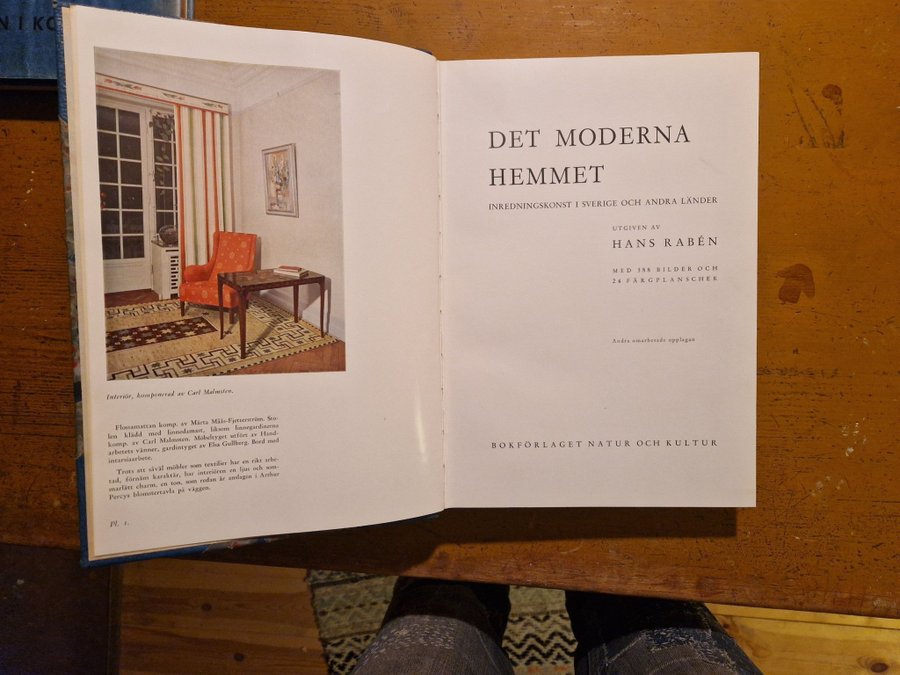 N I KO
Interiör, komponerad av Carl Malmsten.
Flossamattan komp. av Märta Måås-Fjetterström. Sto-
len klädd med linnedamast, liksom linnegardinerna
komp. av Carl Malmsten. Möbeltyget utfört av Hand-
arbetets vänner, gardintyget av Elsa Gullberg. Bord med
intarsiaarbete.
Trots att såväl möbler som textilier har en rikt arbe-
tad, förnäm karaktär, har interiören en ljus och som-
marlätt charm, en ton, som redan är anslagen i Arthur
Percys blomstertavla på väggen.
Pl. 1.
DET MODERNA
HEMMET
INREDNINGSKONST I SVERIGE OCH ANDRA LÄNDER
UTGIVEN AV
HANS RABÉN
MED 388 BILDER OCH
24 FÄRGPLANSCHER
Andra omarbetade upplagan
BOKFÖRLAGET NATUR OCH KULTUR